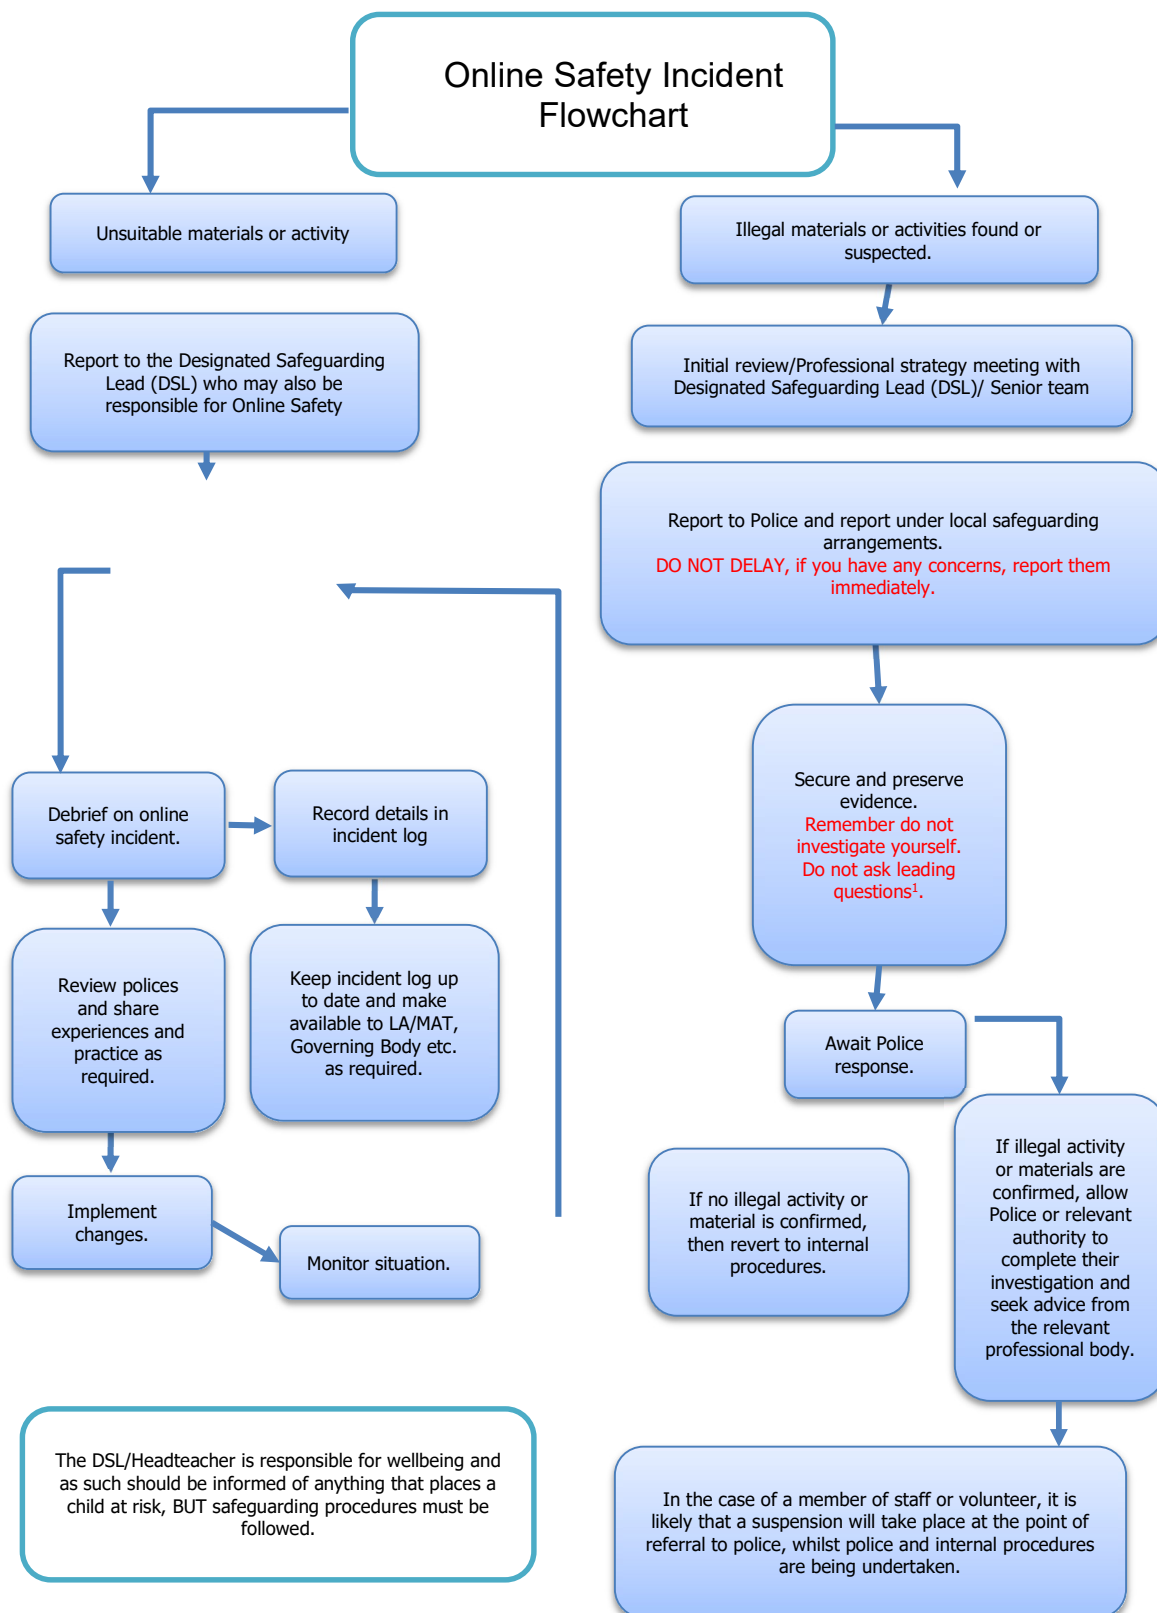 Online Safety Incident
Flowchart
Unsuitable materials or activity
Report to the Designated Safeguarding
Lead (DSL) who may also be
responsible for Online Safety
Debrief on online
safety incident.
Record details in
incident log
Review polices
and share
experiences and
practice as
required.
Keep incident log up
to date and make
available to LA/MAT,
Governing Body etc.
as required.
Implement
changes.
Monitor situation.
The DSL/Headteacher is responsible for wellbeing and
as such should be informed of anything that places a
child at risk, BUT safeguarding procedures must be
followed.
Illegal materials or activities found or
suspected.
Initial review/Professional strategy meeting with
Designated Safeguarding Lead (DSL)/ Senior team
Report to Police and report under local safeguarding
arrangements.
DO NOT DELAY, if you have any concerns, report them
immediately.
Secure and preserve
evidence.
Remember do not
investigate yourself.
Do not ask leading
questions¹.
Await Police
response.
If no illegal activity or
material is confirmed,
then revert to internal
procedures.
If illegal activity
or materials are
confirmed, allow
Police or relevant
authority to
complete their
investigation and
seek advice from
the relevant
professional body.
In the case of a member of staff or volunteer, it is
likely that a suspension will take place at the point of
referral to police, whilst police and internal procedures
are being undertaken.